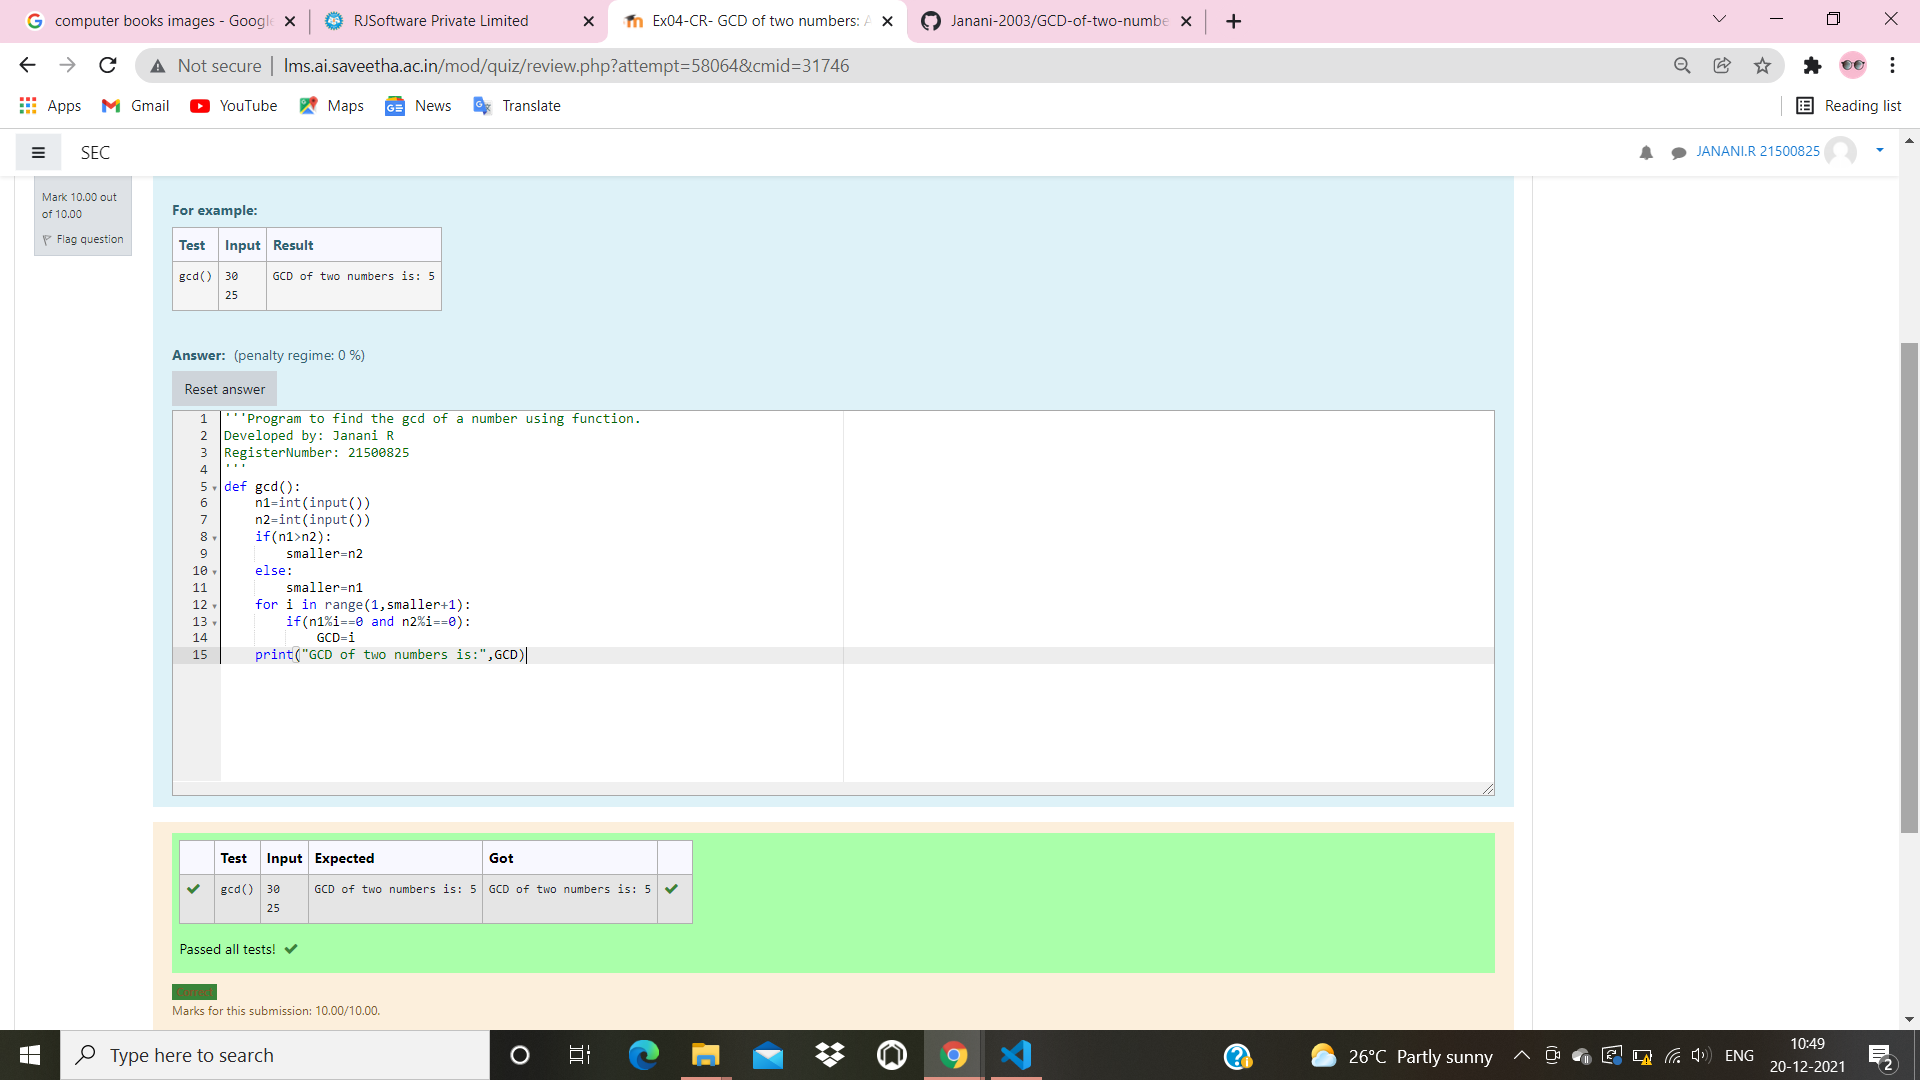 computer books images - Google
RJSoftware Private Limited
Ex04-CR- GCD of two numbers: A
Janani-2003/GCD-of-two-numbe
Not secure | lms.ai.saveetha.ac.in/mod/quiz/review.php?attempt=58064&cmid=31746
Apps Gmail YouTube Maps News Translate Reading list
SEC JANANI.R 21500825
Mark 10.00 out
of 10.00
Flag question
For example:
Test Input Result
gcd() 30 GCD of two numbers is: 5
25
Answer: (penalty regime: 0 %)
Reset answer
1 '''Program to find the gcd of a number using function.
2 Developed by: Janani R
3 RegisterNumber: 21500825
4 '''
5 def gcd():
6     n1=int(input())
7     n2=int(input())
8     if(n1>n2):
9         smaller=n2
10     else:
11         smaller=n1
12     for i in range(1,smaller+1):
13         if(n1%i==0 and n2%i==0):
14             GCD=i
15     print("GCD of two numbers is:",GCD)
Test Input Expected Got
gcd() 30 GCD of two numbers is: 5 GCD of two numbers is: 5
25
Passed all tests!
Correct
Marks for this submission: 10.00/10.00.
Type here to search
26°C Partly sunny
ENG
10:49
20-12-2021
2